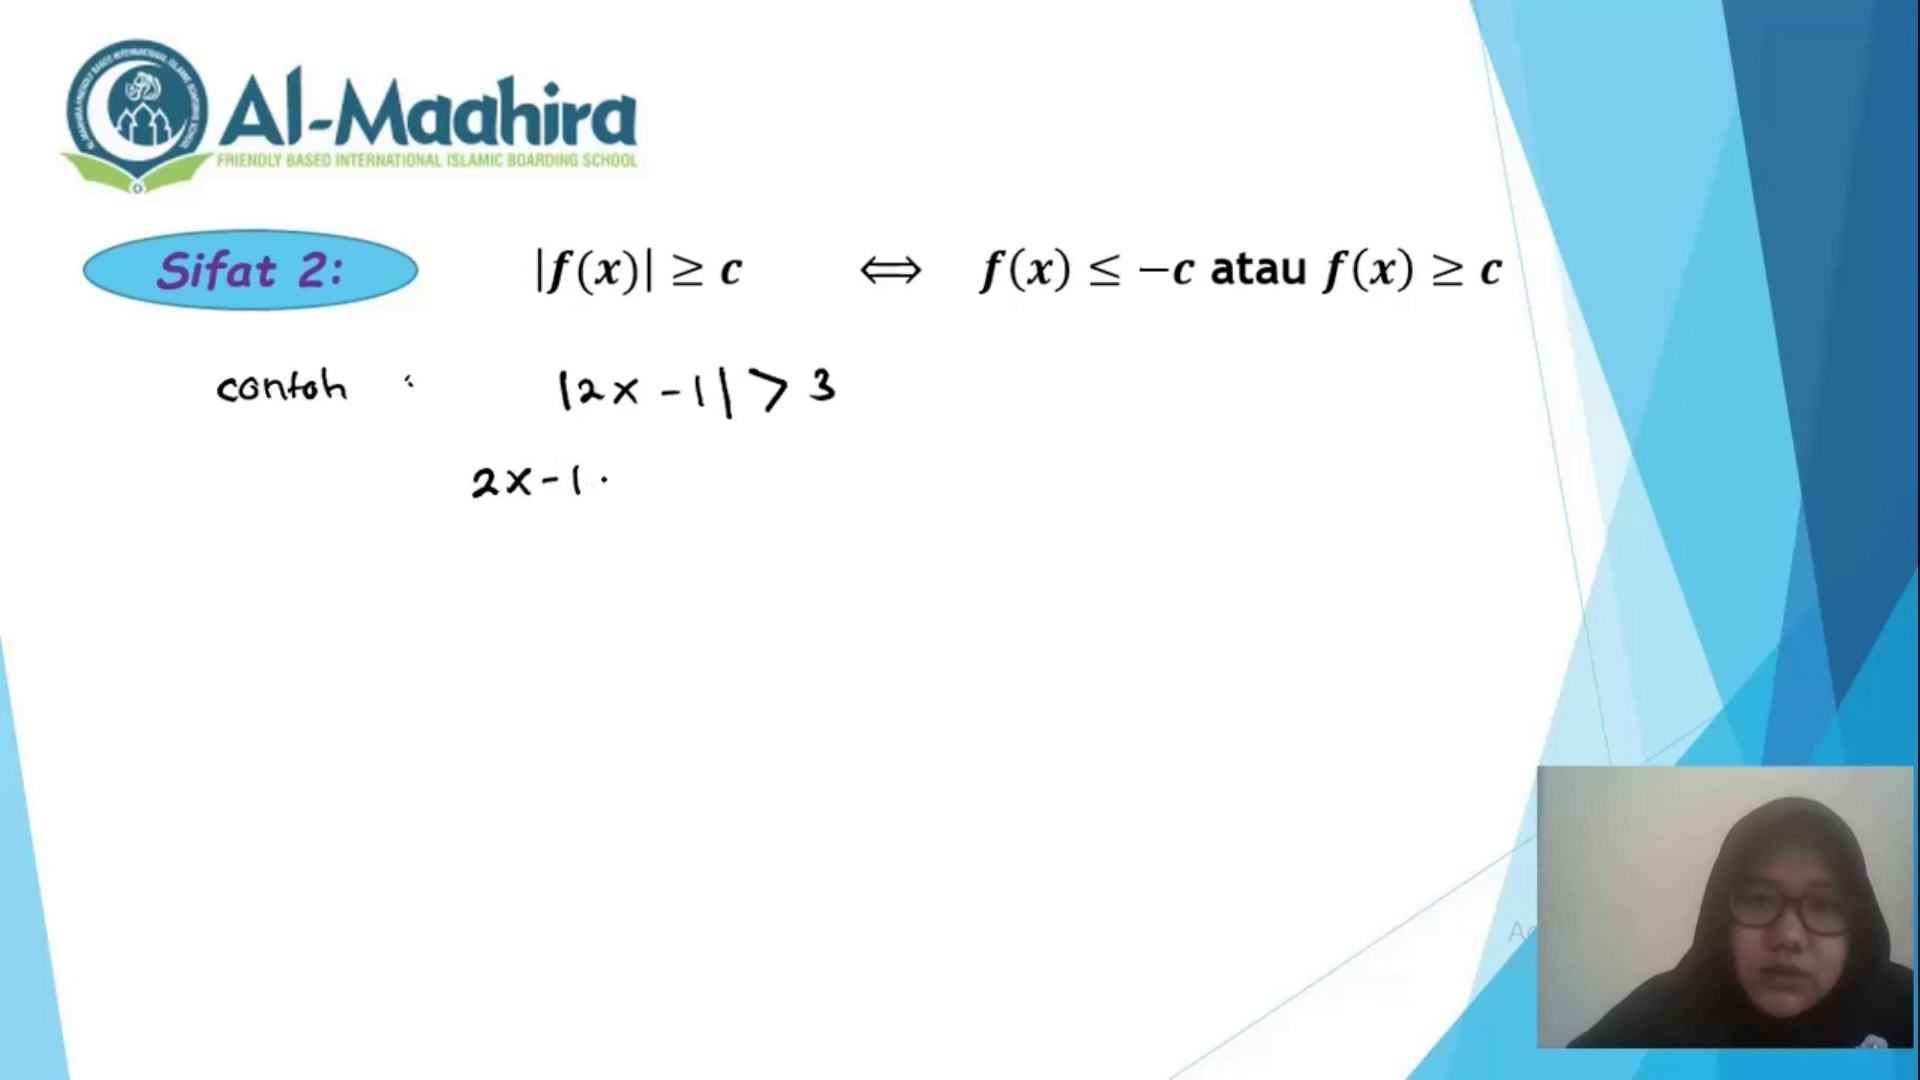 Al-Maahira
FRIENDLY BASED INTERNATIONAL ISLAMIC BOARDING SCHOOL
Sifat 2: |f(x)| ≥ c ⟺ f(x) ≤ −c atau f(x) ≥ c
contoh : |2x - 1| > 3
2x - 1 .